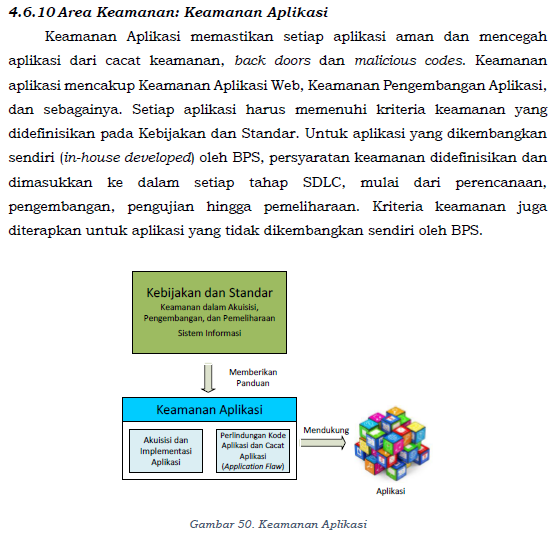 4.6.10 Area Keamanan: Keamanan Aplikasi
Keamanan Aplikasi memastikan setiap aplikasi aman dan mencegah
aplikasi dari cacat keamanan, back doors dan malicious codes. Keamanan
aplikasi mencakup Keamanan Aplikasi Web, Keamanan Pengembangan Aplikasi,
dan sebagainya. Setiap aplikasi harus memenuhi kriteria keamanan yang
didefinisikan pada Kebijakan dan Standar. Untuk aplikasi yang dikembangkan
sendiri (in-house developed) oleh BPS, persyaratan keamanan didefinisikan dan
dimasukkan ke dalam setiap tahap SDLC, mulai dari perencanaan,
pengembangan, pengujian hingga pemeliharaan. Kriteria keamanan juga
diterapkan untuk aplikasi yang tidak dikembangkan sendiri oleh BPS.
Kebijakan dan Standar
Keamanan dalam Akuisisi,
Pengembangan, dan Pemeliharaan
Sistem Informasi
Memberikan
Panduan
Keamanan Aplikasi
Akuisisi dan
Implementasi
Aplikasi
Perlindungan Kode
Aplikasi dan Cacat
Aplikasi
(Application Flaw)
Mendukung
Aplikasi
Gambar 50. Keamanan Aplikasi